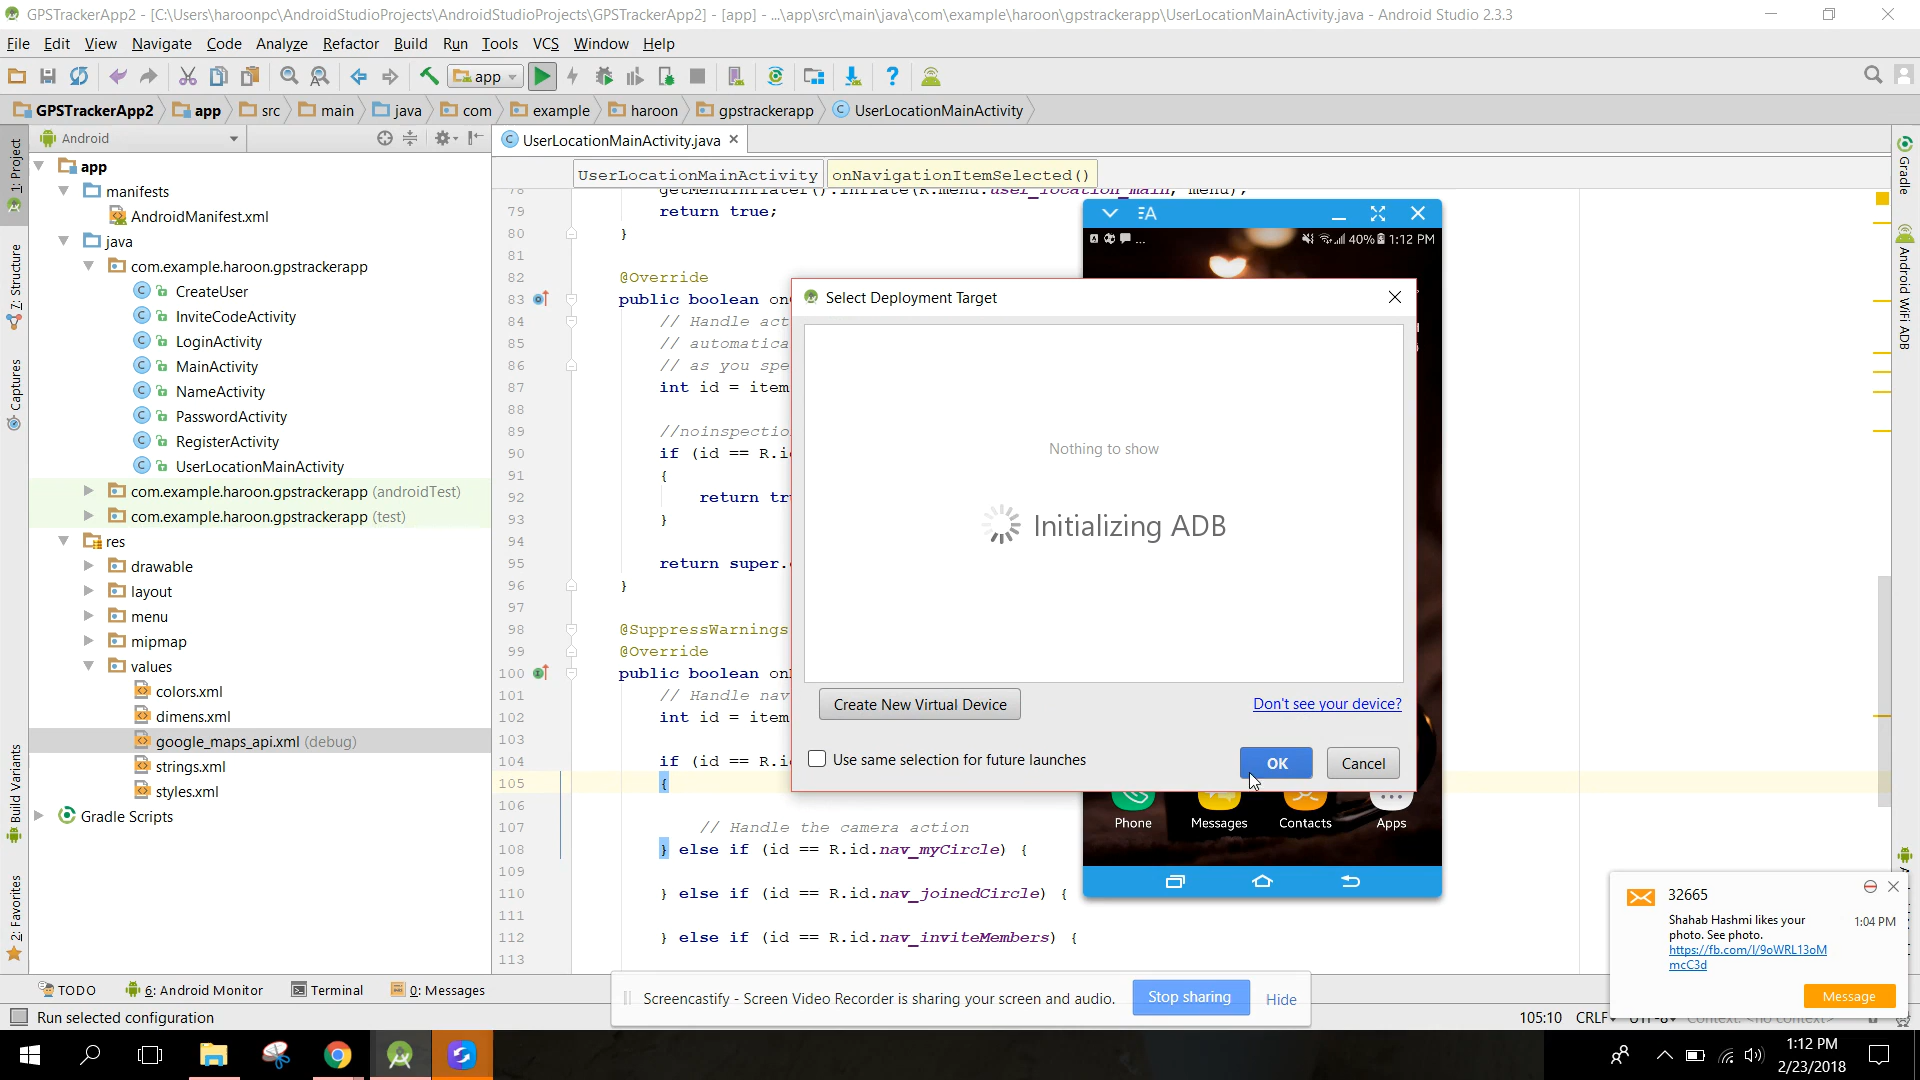 GPSTrackerApp2 - [C:\Users\haroonpc\AndroidStudioProjects\AndroidStudioProjects\GPSTrackerApp2] - [app] - ...\app\src\main\java\com\example\haroon\gpstrackerapp\UserLocationMainActivity.java - Android Studio 2.3.3
File Edit View Navigate Code Analyze Refactor Build Run Tools VCS Window Help
app
GPSTrackerApp2 app src main java com example haroon gpstrackerapp UserLocationMainActivity
Android
UserLocationMainActivity.java
UserLocationMainActivity onNavigationItemSelected()
1: Project
7: Structure
Captures
Build Variants
2: Favorites
app
manifests
AndroidManifest.xml
java
com.example.haroon.gpstrackerapp
CreateUser
InviteCodeActivity
LoginActivity
MainActivity
NameActivity
PasswordActivity
RegisterActivity
UserLocationMainActivity
com.example.haroon.gpstrackerapp (androidTest)
com.example.haroon.gpstrackerapp (test)
res
drawable
layout
menu
mipmap
values
colors.xml
dimens.xml
google_maps_api.xml (debug)
strings.xml
styles.xml
Gradle Scripts
78 getMenuInflater().inflate(R.menu.user_location_main, menu);
79 return true;
80 }
81
82 @Override
83 public boolean on
84 // Handle act
85 // automatica
86 // as you spe
87 int id = item
88
89 //noinspectio
90 if (id == R.i
91 {
92 return tr
93 }
94
95 return super.
96 }
97
98 @SuppressWarnings
99 @Override
100 public boolean on
101 // Handle nav
102 int id = item
103
104 if (id == R.i
105 {
106
107 // Handle the camera action
108 } else if (id == R.id.nav_myCircle) {
109
110 } else if (id == R.id.nav_joinedCircle) {
111
112 } else if (id == R.id.nav_inviteMembers) {
113
40% 1:12 PM
Select Deployment Target
Nothing to show
Initializing ADB
Create New Virtual Device
Don't see your device?
Use same selection for future launches
OK
Cancel
Phone Messages Contacts Apps
Gradle
Android WiFi ADB
32665
Shahab Hashmi likes your
photo. See photo.
https://fb.com/l/9oWRL13oM
mcC3d
1:04 PM
Message
TODO 6: Android Monitor Terminal 0: Messages
Screencastify - Screen Video Recorder is sharing your screen and audio.
Stop sharing
Hide
Run selected configuration
105:10 CRLF UTF-8 Context: <no context>
1:12 PM
2/23/2018